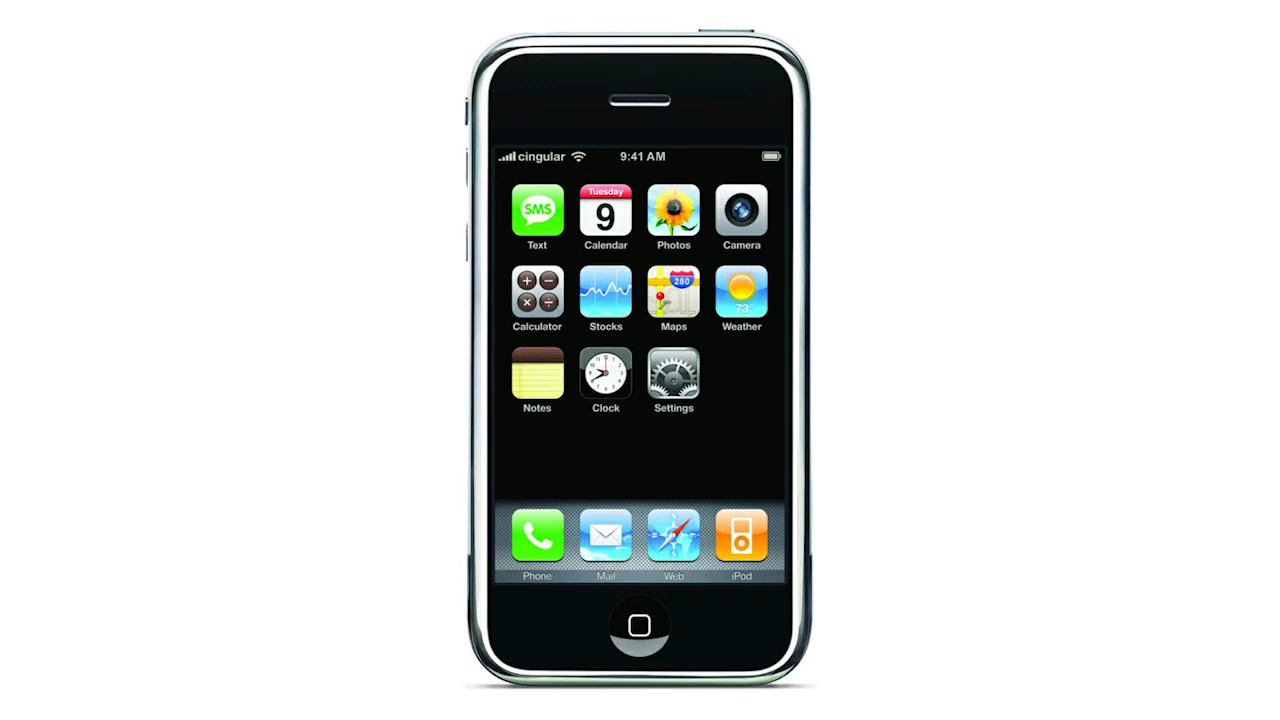 cingular 9:41 AM
SMS Tuesday 9
Text Calendar Photos Camera
280 73°
Calculator Stocks Maps Weather
Notes Clock Settings
Phone Mail Web iPod